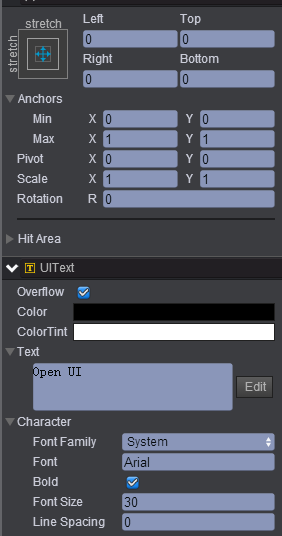 stretch
stretch
Left Top
0 0
Right Bottom
0 0
Anchors
Min X 0 Y 0
Max X 1 Y 1
Pivot X 0 Y 0
Scale X 1 Y 1
Rotation R 0
Hit Area
T UIText
Overflow
Color
ColorTint
Text
Open UI
Edit
Character
Font Family System
Font Arial
Bold
Font Size 30
Line Spacing 0